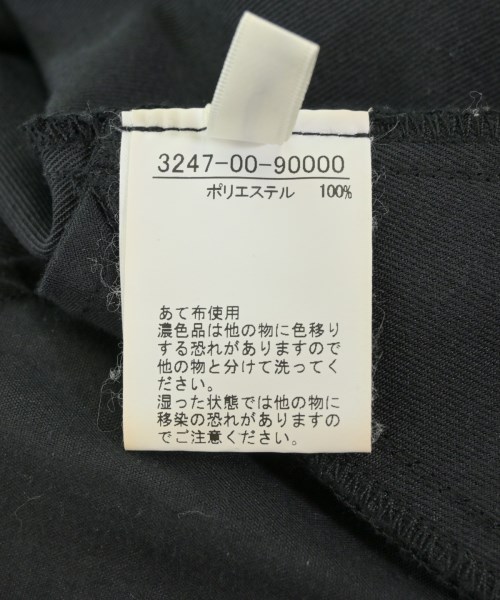 3247-00-90000
ポリエステル 100%
あて布使用
濃色品は他の物に色移り
する恐れがありますので
他の物と分けて洗ってく
ださい。
湿った状態では他の物に
移染の恐れがありますの
でご注意ください。